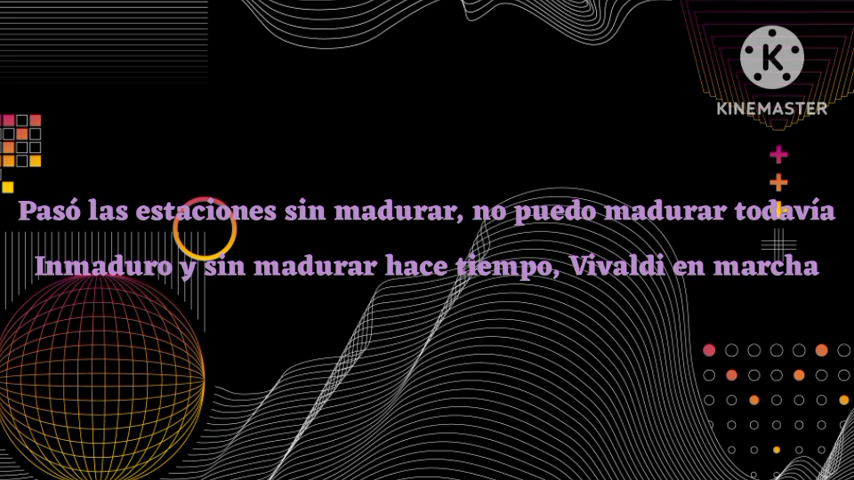 KINEMASTER
Pasó las estaciones sin madurar, no puedo madurar todavía
Inmaduro y sin madurar hace tiempo, Vivaldi en marcha